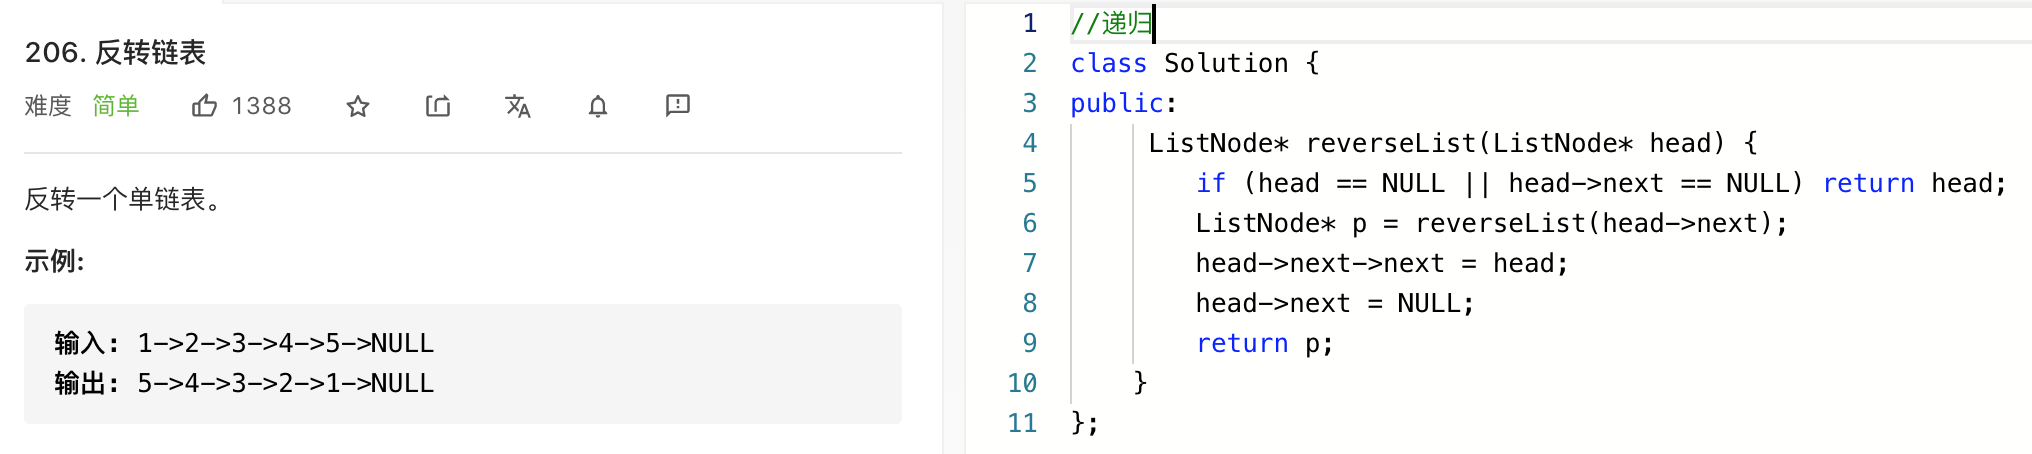 206. 反转链表
难度 简单 1388
反转一个单链表。
示例:
输入: 1->2->3->4->5->NULL
输出: 5->4->3->2->1->NULL
1 //递归
2 class Solution {
3 public:
4 ListNode* reverseList(ListNode* head) {
5 if (head == NULL || head->next == NULL) return head;
6 ListNode* p = reverseList(head->next);
7 head->next->next = head;
8 head->next = NULL;
9 return p;
10 }
11 };